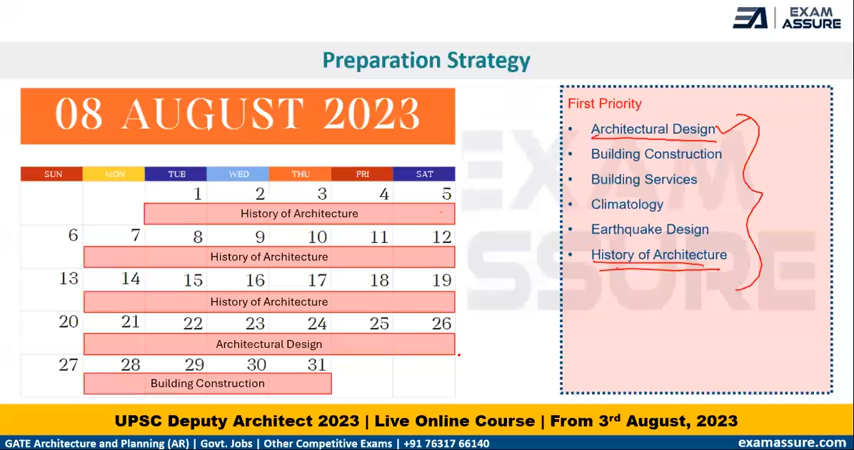 EXAM
ASSURE
Preparation Strategy
08 AUGUST 2023
SUN MON TUE WED THU FRI SAT
1 2 3 4 5
History of Architecture
6 7 8 9 10 11 12
History of Architecture
13 14 15 16 17 18 19
History of Architecture
20 21 22 23 24 25 26
Architectural Design
27 28 29 30 31
Building Construction
First Priority
• Architectural Design
• Building Construction
• Building Services
• Climatology
• Earthquake Design
• History of Architecture
EXAM
ASSURE
UPSC Deputy Architect 2023 | Live Online Course | From 3rd August, 2023
GATE Architecture and Planning (AR) | Govt. Jobs | Other Competitive Exams | +91 76317 66140
examassure.com